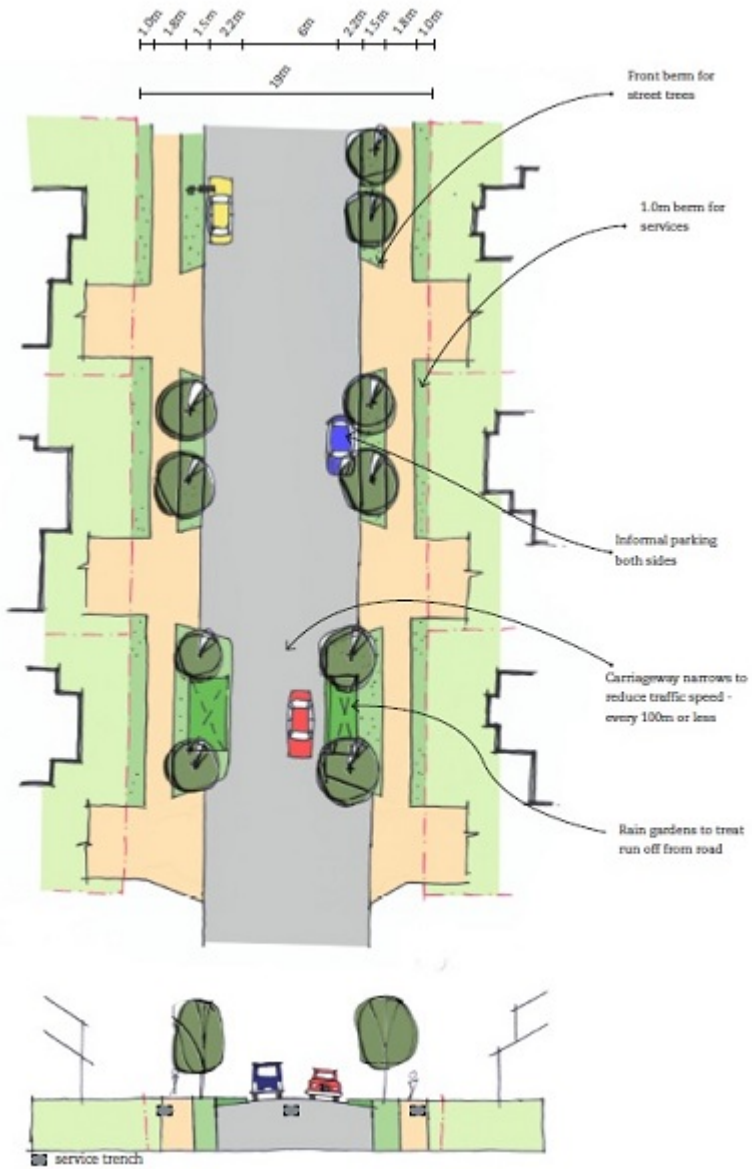 1.0m
1.8m
1.5m
2.2m
6m
2.2m
1.5m
1.8m
1.0m
19m
Front berm for
street trees
1.0m berm for
services
Informal parking
both sides
Carriageway narrows to
reduce traffic speed -
every 100m or less
Rain gardens to treat
run off from road
service trench